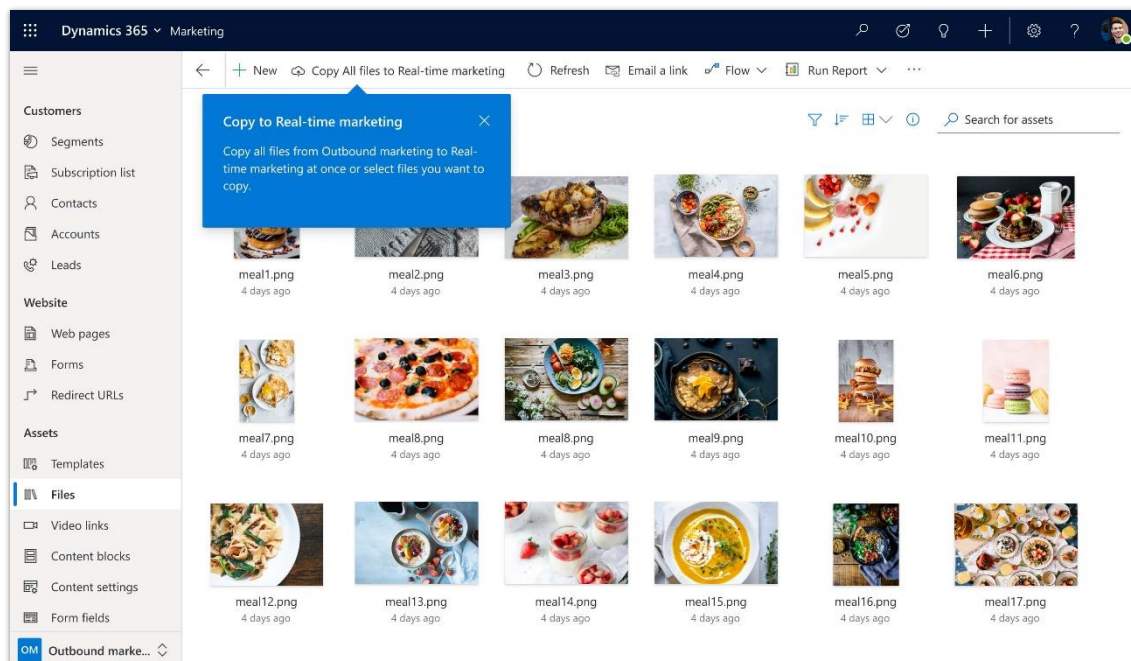 Dynamics 365 Marketing
New Copy All files to Real-time marketing Refresh Email a link Flow Run Report ...
Copy to Real-time marketing
Copy all files from Outbound marketing to Real-
time marketing at once or select files you want to
copy.
Search for assets
Customers
Segments
Subscription list
Contacts
Accounts
Leads
Website
Web pages
Forms
Redirect URLs
Assets
Templates
Files
Video links
Content blocks
Content settings
Form fields
OM Outbound marke...
meal1.png meal2.png meal3.png meal4.png meal5.png meal6.png
4 days ago 4 days ago 4 days ago 4 days ago 4 days ago 4 days ago
meal7.png meal8.png meal8.png meal9.png meal10.png meal11.png
4 days ago 4 days ago 4 days ago 4 days ago 4 days ago 4 days ago
meal12.png meal13.png meal14.png meal15.png meal16.png meal17.png
4 days ago 4 days ago 4 days ago 4 days ago 4 days ago 4 days ago